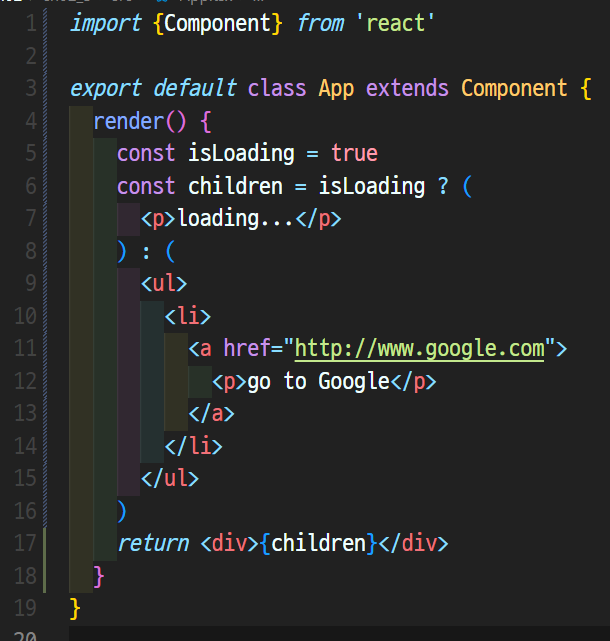 1 import {Component} from 'react'
2
3 export default class App extends Component {
4   render() {
5     const isLoading = true
6     const children = isLoading ? (
7       <p>loading...</p>
8     ) : (
9       <ul>
10         <li>
11           <a href="http://www.google.com">
12             <p>go to Google</p>
13           </a>
14         </li>
15       </ul>
16     )
17     return <div>{children}</div>
18   }
19 }
20